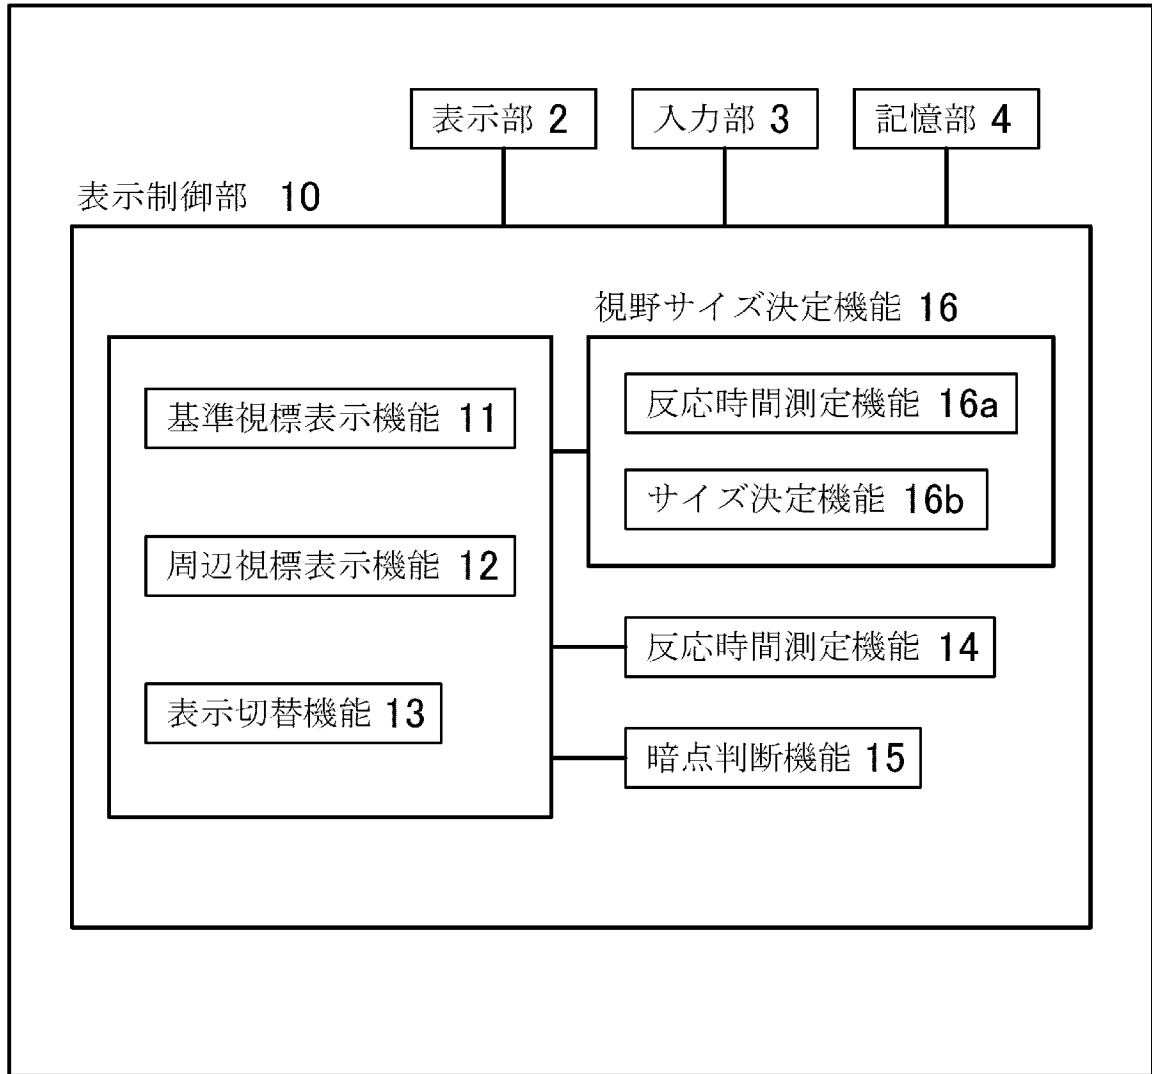 表示部 2
入力部 3
記憶部 4
表示制御部 10
視野サイズ決定機能 16
基準視標表示機能 11
反応時間測定機能 16a
サイズ決定機能 16b
周辺視標表示機能 12
反応時間測定機能 14
表示切替機能 13
暗点判断機能 15